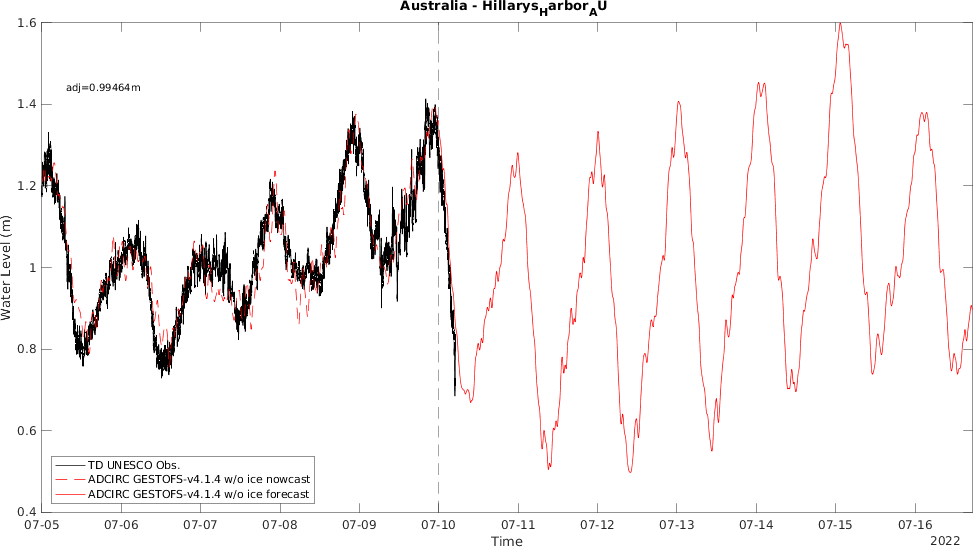 Australia - HillarysHarborAU
1.6
adj=0.99464m
1.4
1.2
1
0.8
0.6
0.4
Water Level (m)
TD UNESCO Obs.
ADCIRC GESTOFS-v4.1.4 w/o ice nowcast
ADCIRC GESTOFS-v4.1.4 w/o ice forecast
07-05 07-06 07-07 07-08 07-09 07-10 07-11 07-12 07-13 07-14 07-15 07-16
Time
2022